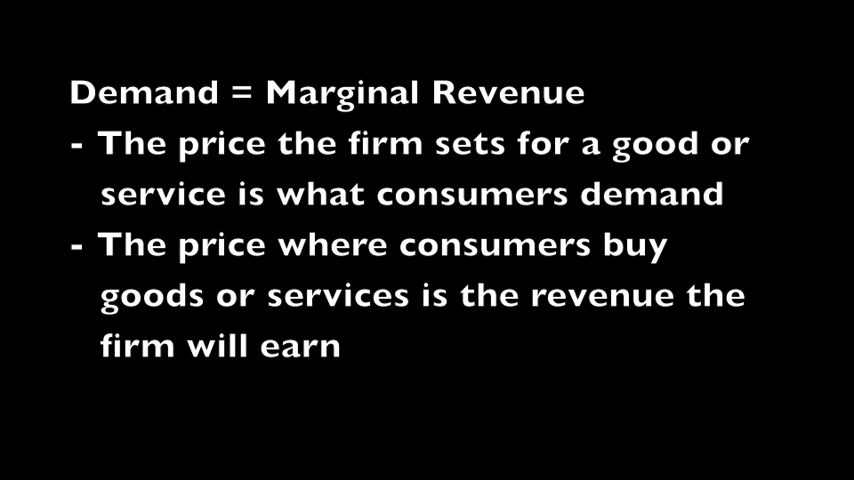 Demand = Marginal Revenue
- The price the firm sets for a good or
service is what consumers demand
- The price where consumers buy
goods or services is the revenue the
firm will earn